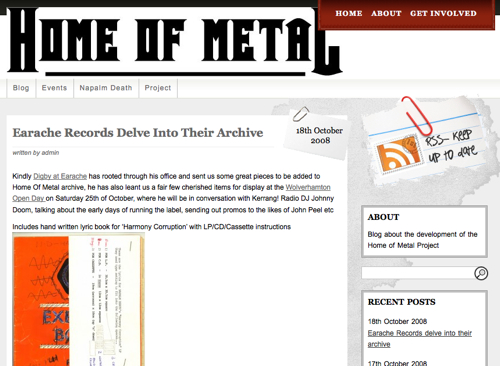 HOME OF METAL
HOME ABOUT GET INVOLVED
Blog Events Napalm Death Project
Earache Records Delve Into Their Archive
18th October
2008
written by admin
Kindly Digby at Earache has rooted through his office and sent us some great pieces to be added to
Home Of Metal archive, he has also leant us a fair few cherished items for display at the Wolverhamton
Open Day on Saturday 25th of October, where he will be in conversation with Kerrang! Radio DJ Johnny
Doom, talking about the early days of running the label, sending out promos to the likes of John Peel etc
Includes hand written lyric book for 'Harmony Corruption' with LP/CD/Cassette instructions
RSS- KEEP
UP TO DATE
ABOUT
Blog about the development of the
Home of Metal Project
RECENT POSTS
18th October 2008
Earache Records delve into their
archive
17th October 2008